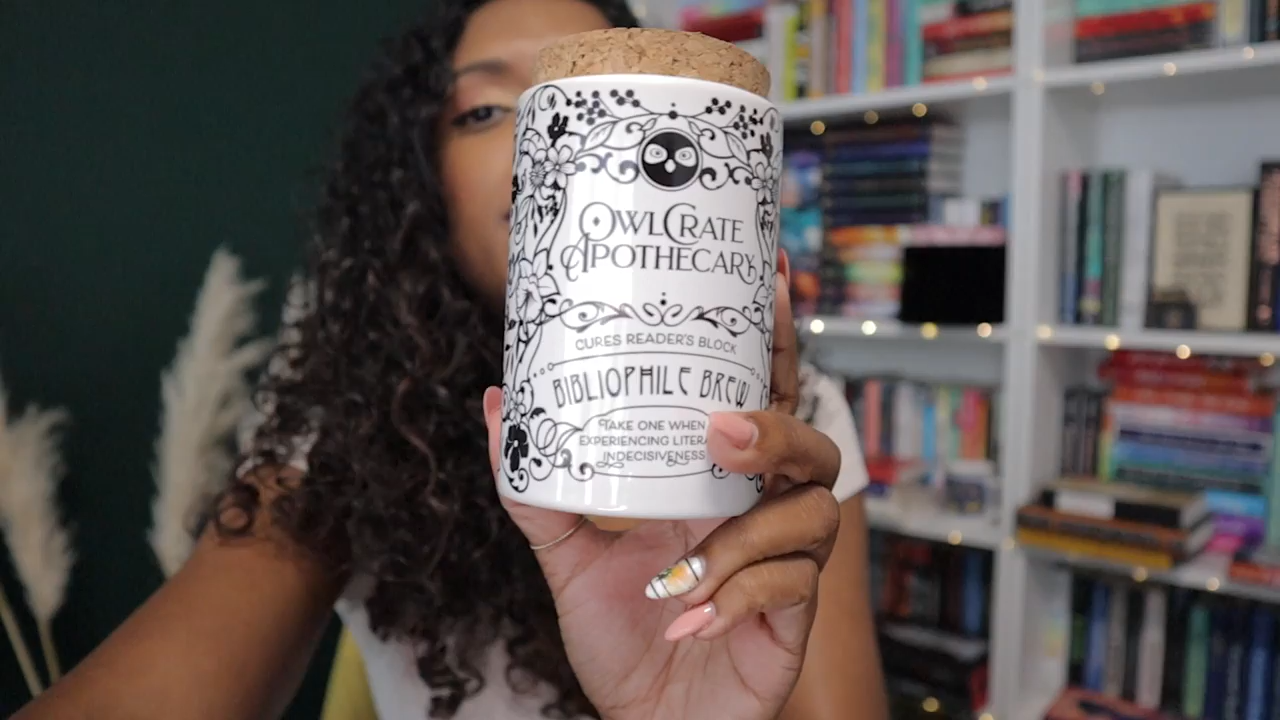 OWLCRATE
APOTHECARY
CURES READER'S BLOCK
BIBLIOPHILE BREW
TAKE ONE WHEN
EXPERIENCING
INDECISIVENESS